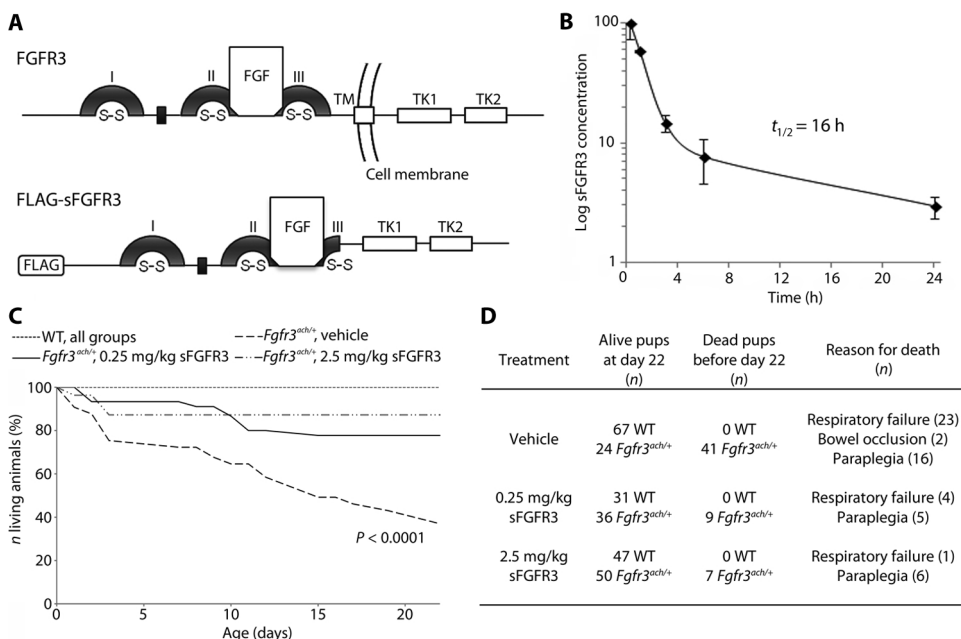 A
FGFR3
I
II
FGF
III
TM
TK1
TK2
S-S
S-S
S-S
Cell membrane
FLAG-sFGFR3
I
II
FGF
III
TK1
TK2
FLAG
S-S
S-S
S-S
B
Log sFGFR3 concentration
100
10
1
t1/2 = 16 h
0 4 8 12 16 20 24
Time (h)
C
WT, all groups
Fgfr3ach/+, vehicle
Fgfr3ach/+, 0.25 mg/kg sFGFR3
Fgfr3ach/+, 2.5 mg/kg sFGFR3
n living animals (%)
100
80
60
40
20
0
P < 0.0001
0 5 10 15 20
Age (days)
D
Treatment
Alive pups
at day 22
(n)
Dead pups
before day 22
(n)
Reason for death
(n)
Vehicle
67 WT
24 Fgfr3ach/+
0 WT
41 Fgfr3ach/+
Respiratory failure (23)
Bowel occlusion (2)
Paraplegia (16)
0.25 mg/kg
sFGFR3
31 WT
36 Fgfr3ach/+
0 WT
9 Fgfr3ach/+
Respiratory failure (4)
Paraplegia (5)
2.5 mg/kg
sFGFR3
47 WT
50 Fgfr3ach/+
0 WT
7 Fgfr3ach/+
Respiratory failure (1)
Paraplegia (6)